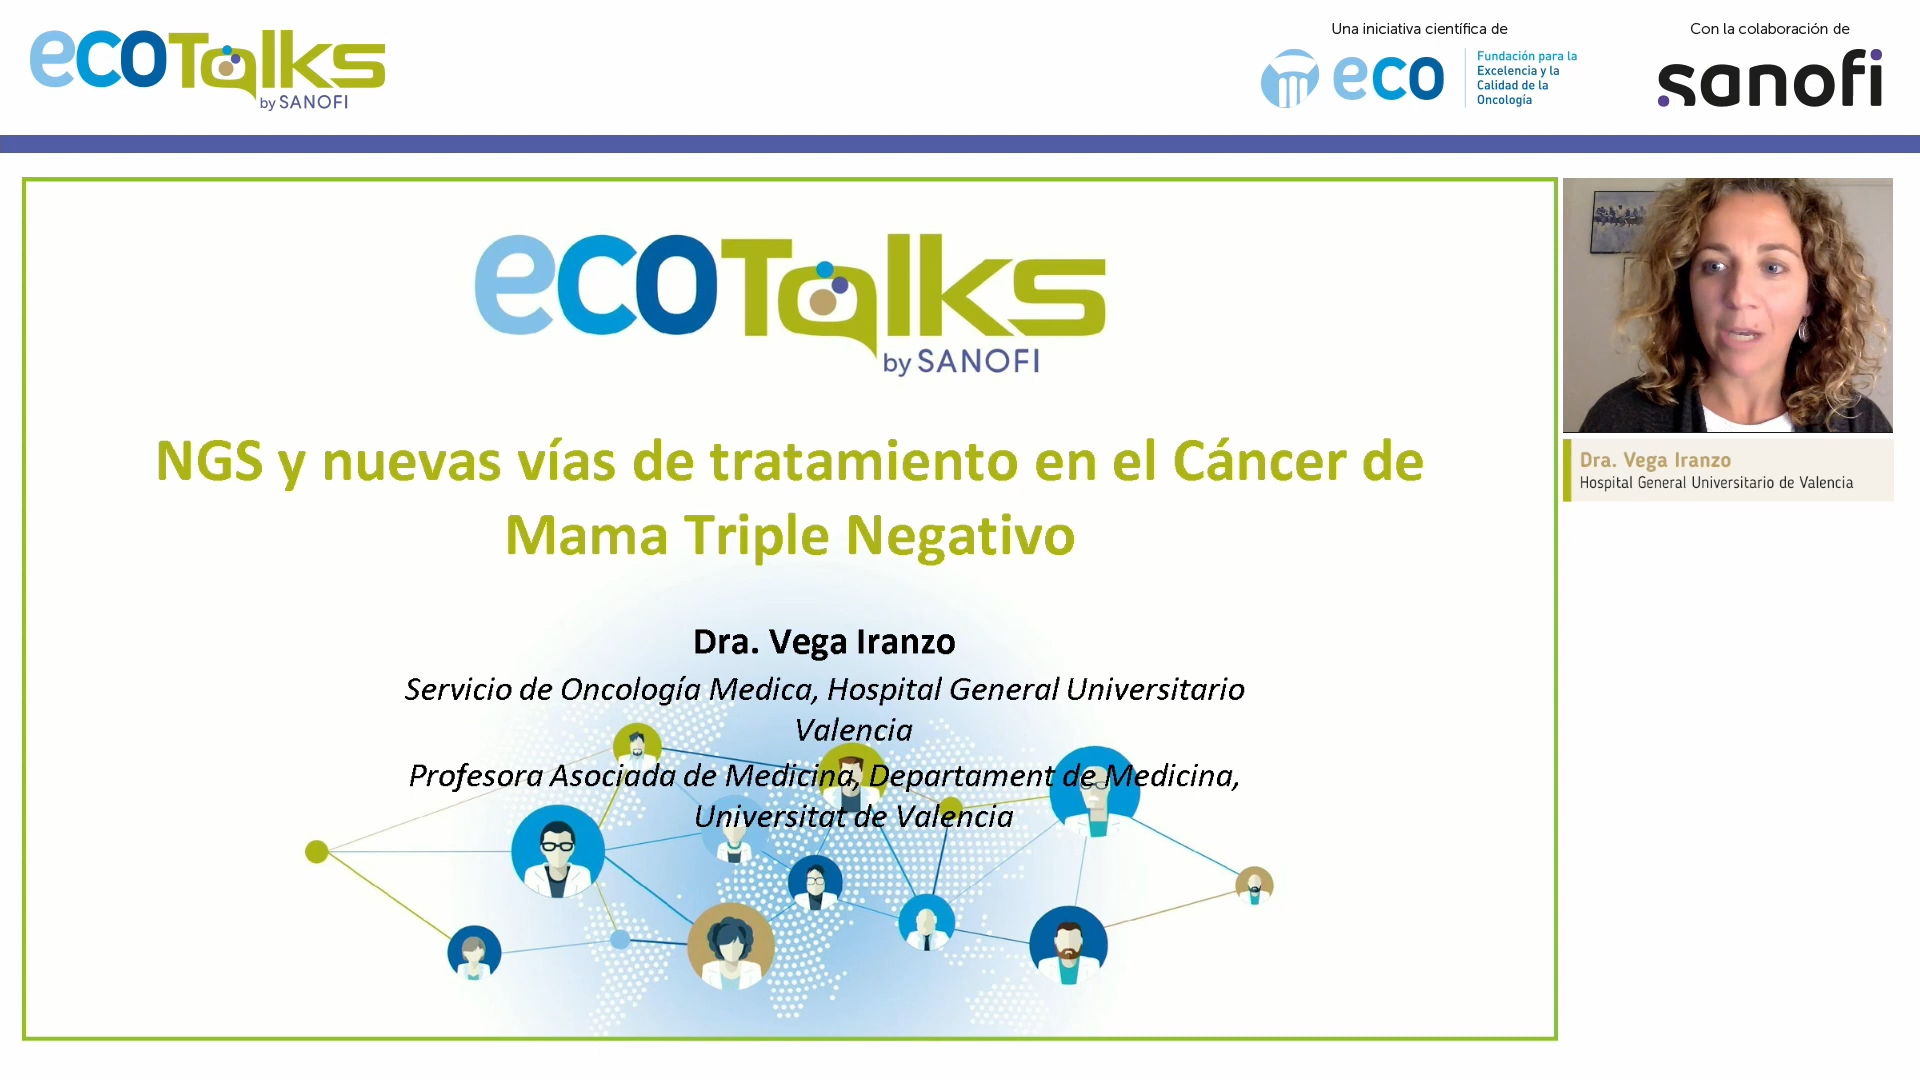 ecoTalks
by SANOFI
Una iniciativa científica de
eco
Fundación para la
Excelencia y la
Calidad de la
Oncología
Con la colaboración de
sanofi
ecoTalks
by SANOFI
NGS y nuevas vías de tratamiento en el Cáncer de
Mama Triple Negativo
Dra. Vega Iranzo
Servicio de Oncología Medica, Hospital General Universitario
Valencia
Profesora Asociada de Medicina, Departament de Medicina,
Universitat de Valencia
Dra. Vega Iranzo
Hospital General Universitario de Valencia